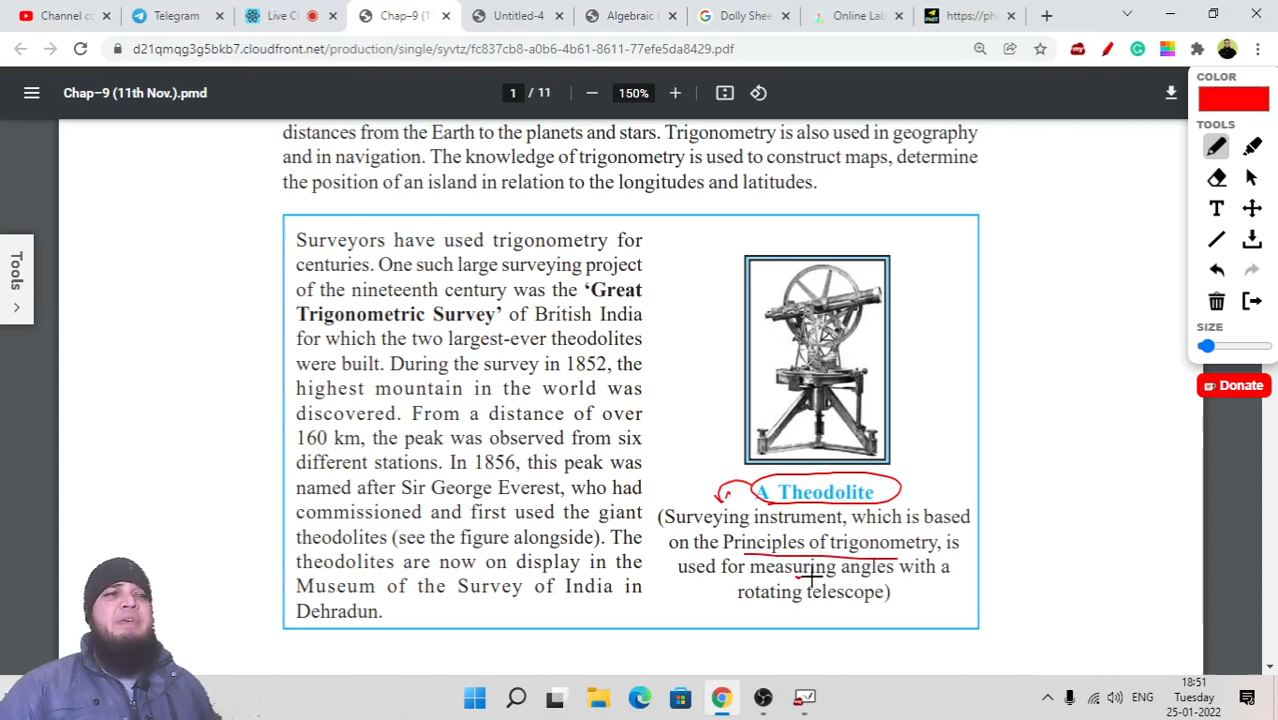 Channel co
Telegram
Live Cl
Chap–9 (1
Untitled-4
Algebraic
Dolly Shee
Online Lab
https://phe
d21qmqg3g5bkb7.cloudfront.net/production/single/syvtz/fc837cb8-a0b6-4b61-8611-77efe5da8429.pdf
Chap–9 (11th Nov.).pmd
1 / 11
150%
COLOR
TOOLS
T
SIZE
Donate
Tools
distances from the Earth to the planets and stars. Trigonometry is also used in geography
and in navigation. The knowledge of trigonometry is used to construct maps, determine
the position of an island in relation to the longitudes and latitudes.
Surveyors have used trigonometry for
centuries. One such large surveying project
of the nineteenth century was the ‘Great
Trigonometric Survey’ of British India
for which the two largest-ever theodolites
were built. During the survey in 1852, the
highest mountain in the world was
discovered. From a distance of over
160 km, the peak was observed from six
different stations. In 1856, this peak was
named after Sir George Everest, who had
commissioned and first used the giant
theodolites (see the figure alongside). The
theodolites are now on display in the
Museum of the Survey of India in
Dehradun.
A Theodolite
(Surveying instrument, which is based
on the Principles of trigonometry, is
used for measuring angles with a
rotating telescope)
ENG
18:51
Tuesday
25-01-2022